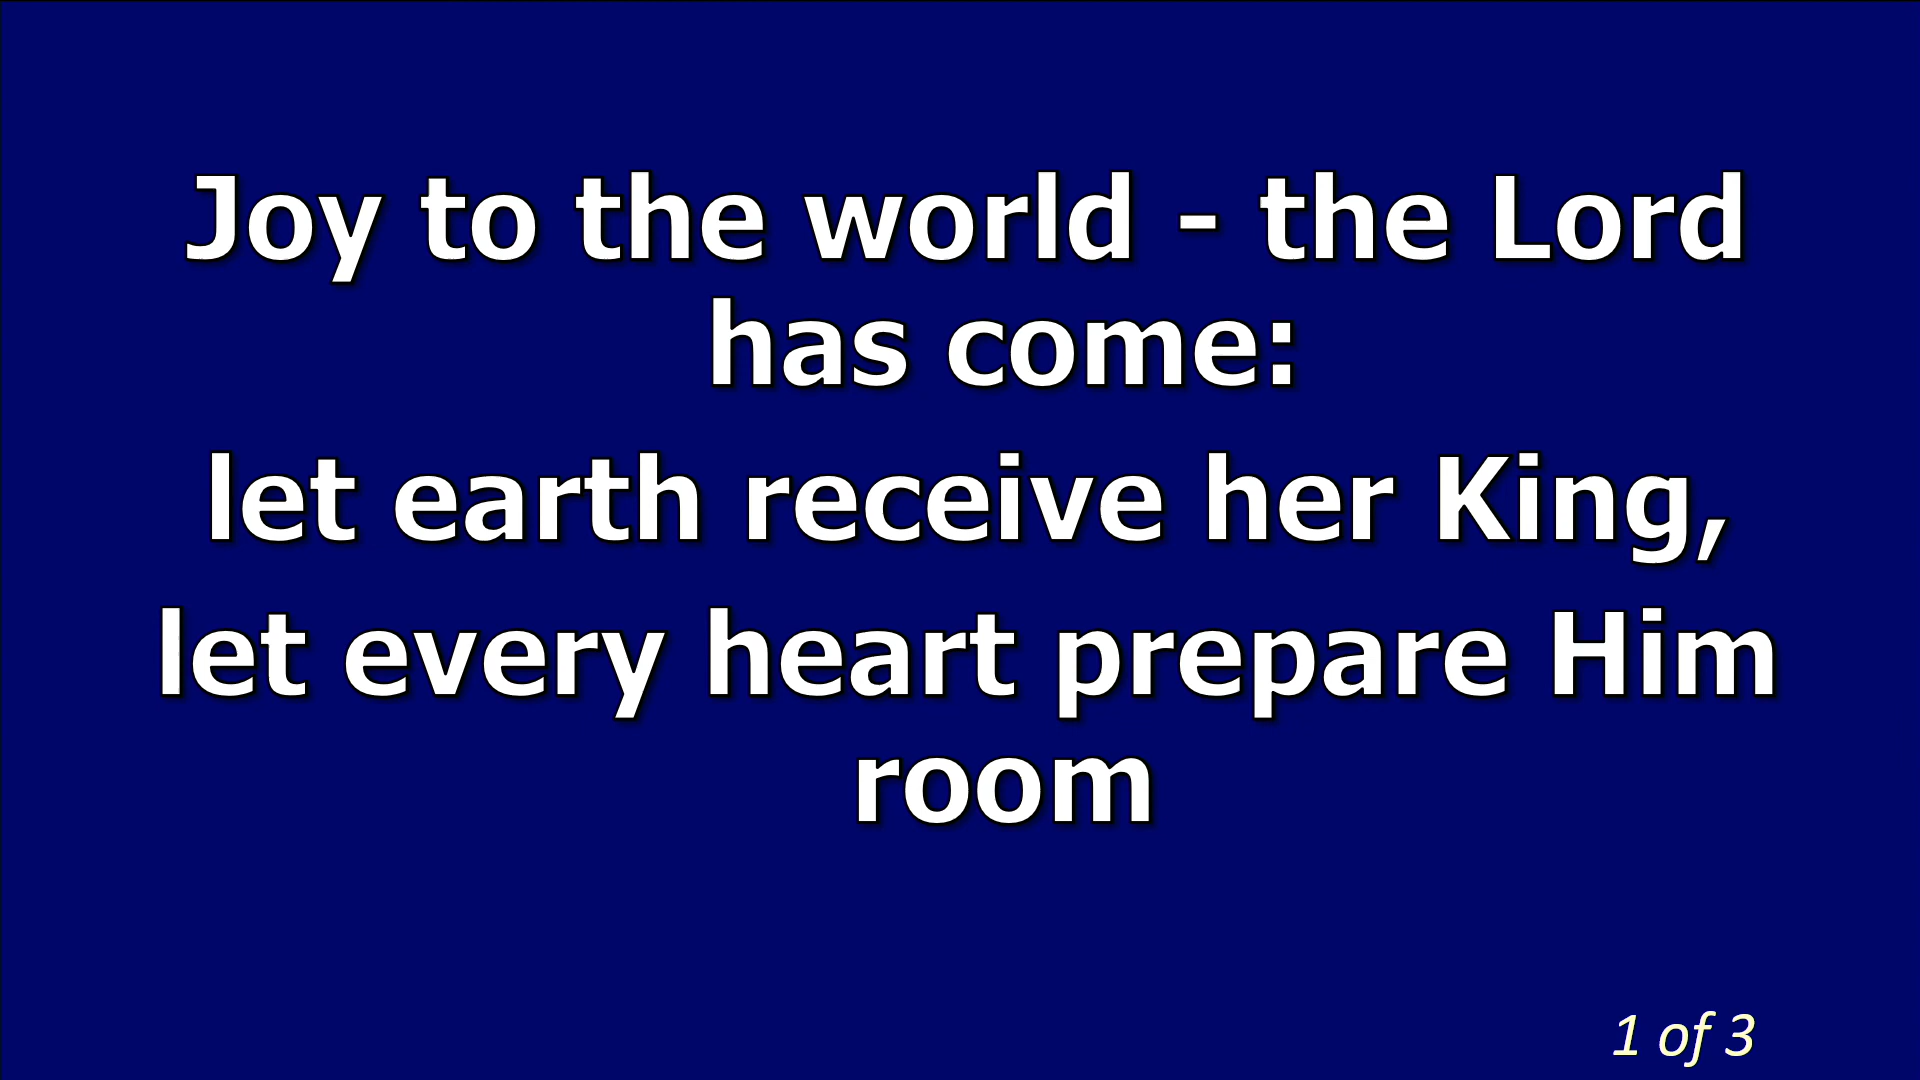 Joy to the world - the Lord
has come:
let earth receive her King,
let every heart prepare Him
room
1 of 3